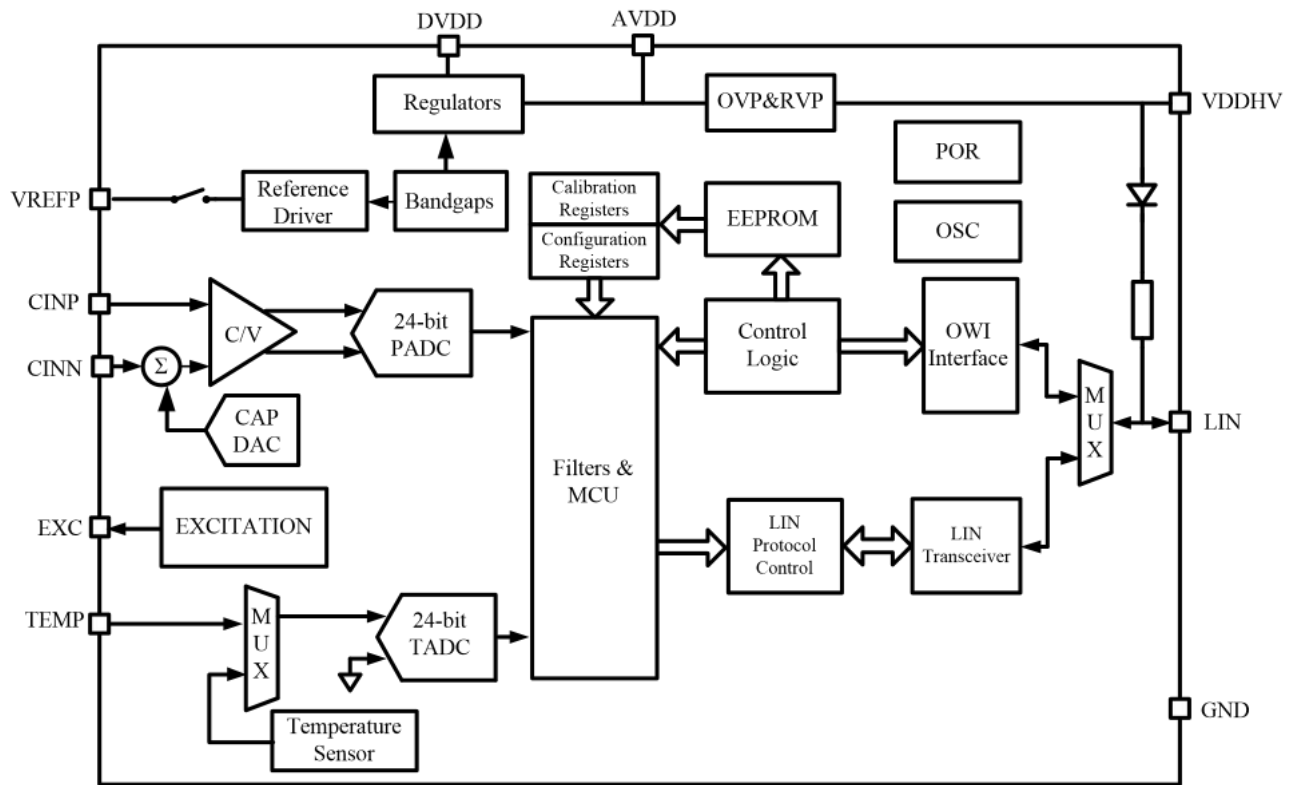 DVDD
AVDD
Regulators
OVP&RVP
VDDHV
POR
VREFP
Reference
Driver
Bandgaps
Calibration
Registers
Configuration
Registers
EEPROM
OSC
CINP
CINN
C/V
Σ
24-bit
PADC
CAP
DAC
Control
Logic
OWI
Interface
MUX
LIN
Filters &
MCU
EXC
EXCITATION
LIN
Protocol
Control
LIN
Transceiver
TEMP
MUX
24-bit
TADC
Temperature
Sensor
GND